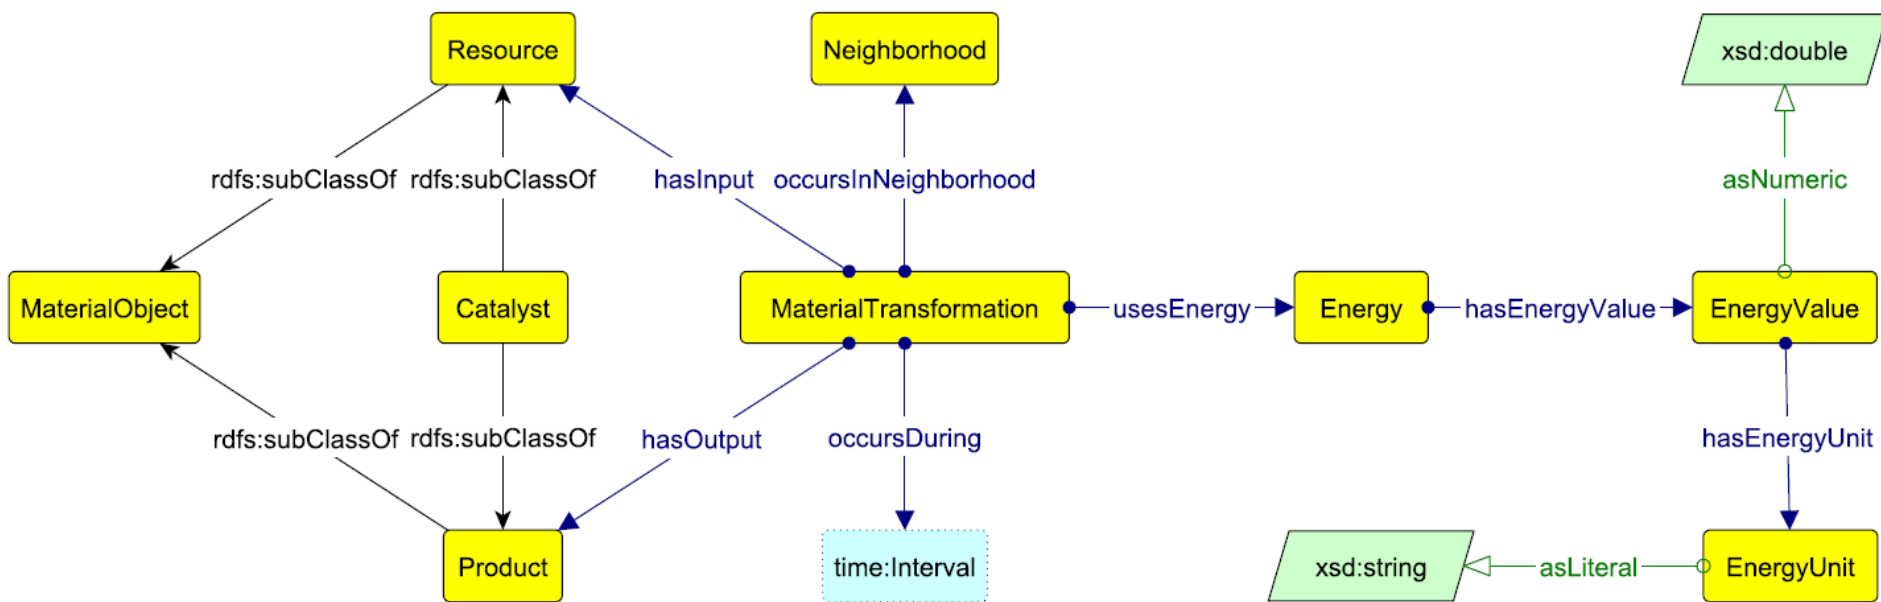 Resource
Neighborhood
xsd:double
rdfs:subClassOf
rdfs:subClassOf
hasInput
occursInNeighborhood
asNumeric
MaterialObject
Catalyst
MaterialTransformation
usesEnergy
Energy
hasEnergyValue
EnergyValue
rdfs:subClassOf
rdfs:subClassOf
hasOutput
occursDuring
hasEnergyUnit
Product
time:Interval
xsd:string
asLiteral
EnergyUnit